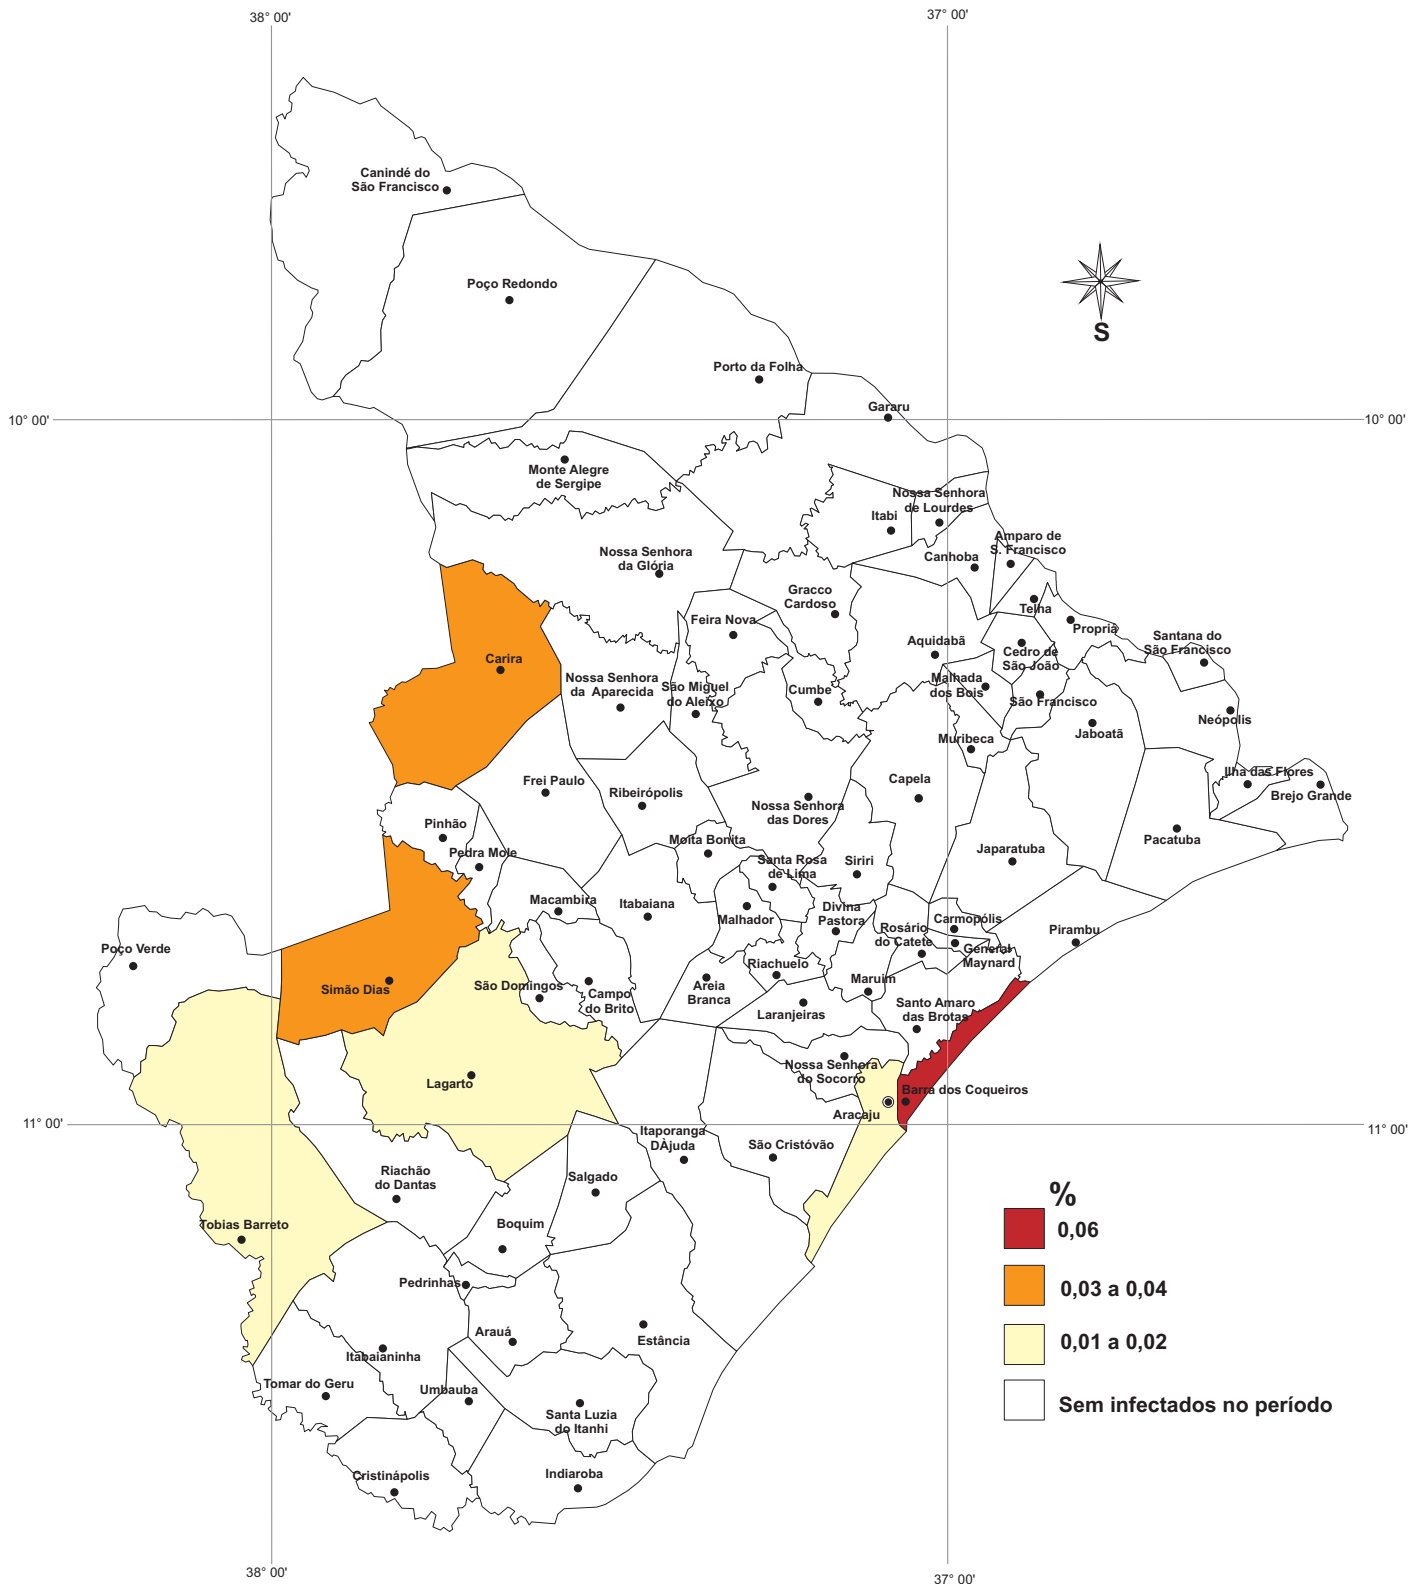 38° 00'
37° 00'
Canindé do
São Francisco
Poço Redondo
S
Porto da Folha
Gararu
10° 00'
10° 00'
Monte Alegre
de Sergipe
Nossa Senhora
de Lourdes
Itabi
Amparo de
S. Francisco
Canhoba
Nossa Senhora
da Glória
Gracco
Cardoso
Telha
Propriá
Feira Nova
Aquidabã
Cedro de
São João
Santana do
São Francisco
Carira
Nossa Senhora
da Aparecida
São Miguel
do Aleixo
Cumbe
Malhada
dos Bois
São Francisco
Neópolis
Jaboatã
Muribeca
Frei Paulo
Ribeirópolis
Capela
Ilha das Flores
Brejo Grande
Nossa Senhora
das Dores
Pinhão
Pedra Mole
Moita Bonita
Santa Rosa
de Lima
Siriri
Japaratuba
Pacatuba
Macambira
Itabaiana
Malhador
Divina
Pastora
Rosário
do Catete
Carmopólis
General
Maynard
Pirambu
Poço Verde
Simão Dias
São Domingos
Campo
do Brito
Areia
Branca
Riachuelo
Maruim
Laranjeiras
Santo Amaro
das Brotas
Lagarto
Nossa Senhora
do Socorro
Barra dos Coqueiros
Aracaju
11° 00'
11° 00'
Itaporanga
DÀjuda
São Cristóvão
Riachão
do Dantas
Salgado
Tobias Barreto
Boquim
Pedrinhas
Arauá
Estância
Itabaianinha
Tomar do Geru
Umbauba
Santa Luzia
do Itanhi
Cristinápolis
Indiaroba
%
0,06
0,03 a 0,04
0,01 a 0,02
Sem infectados no período
38° 00'
37° 00'